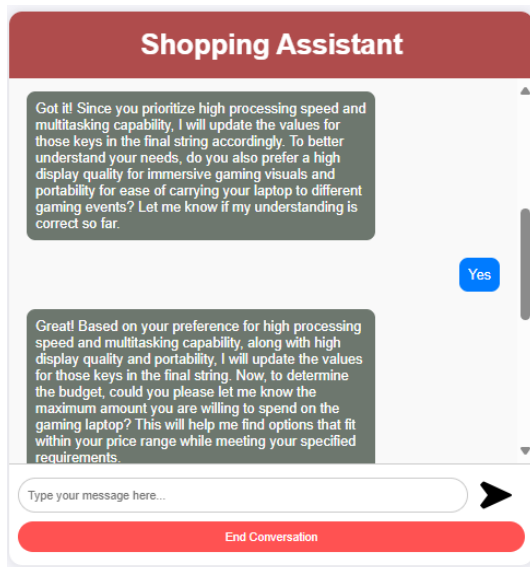 Shopping Assistant
Got it! Since you prioritize high processing speed and
multitasking capability, I will update the values for
those keys in the final string accordingly. To better
understand your needs, do you also prefer a high
display quality for immersive gaming visuals and
portability for ease of carrying your laptop to different
gaming events? Let me know if my understanding is
correct so far.
Yes
Great! Based on your preference for high processing
speed and multitasking capability, along with high
display quality and portability, I will update the values
for those keys in the final string. Now, to determine
the budget, could you please let me know the
maximum amount you are willing to spend on the
gaming laptop? This will help me find options that fit
within your price range while meeting your specified
requirements.
Type your message here...
End Conversation